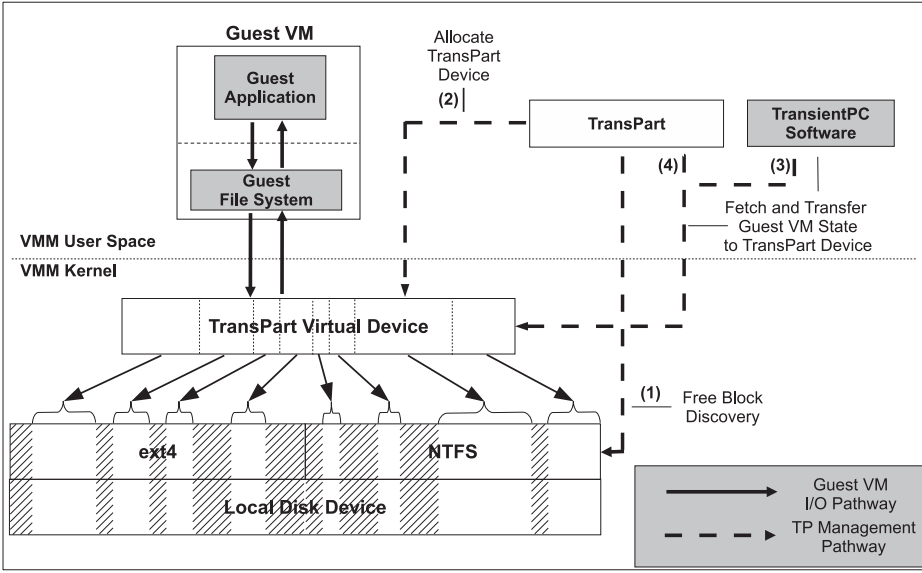 Guest VM
Guest
Application
Guest
File System
Allocate
TransPart
Device
(2)
TransPart
TransientPC
Software
(4)
(3)
Fetch and Transfer
Guest VM State
to TransPart Device
VMM User Space
VMM Kernel
TransPart Virtual Device
(1)
Free Block
Discovery
ext4
NTFS
Local Disk Device
Guest VM
I/O Pathway
TP Management
Pathway